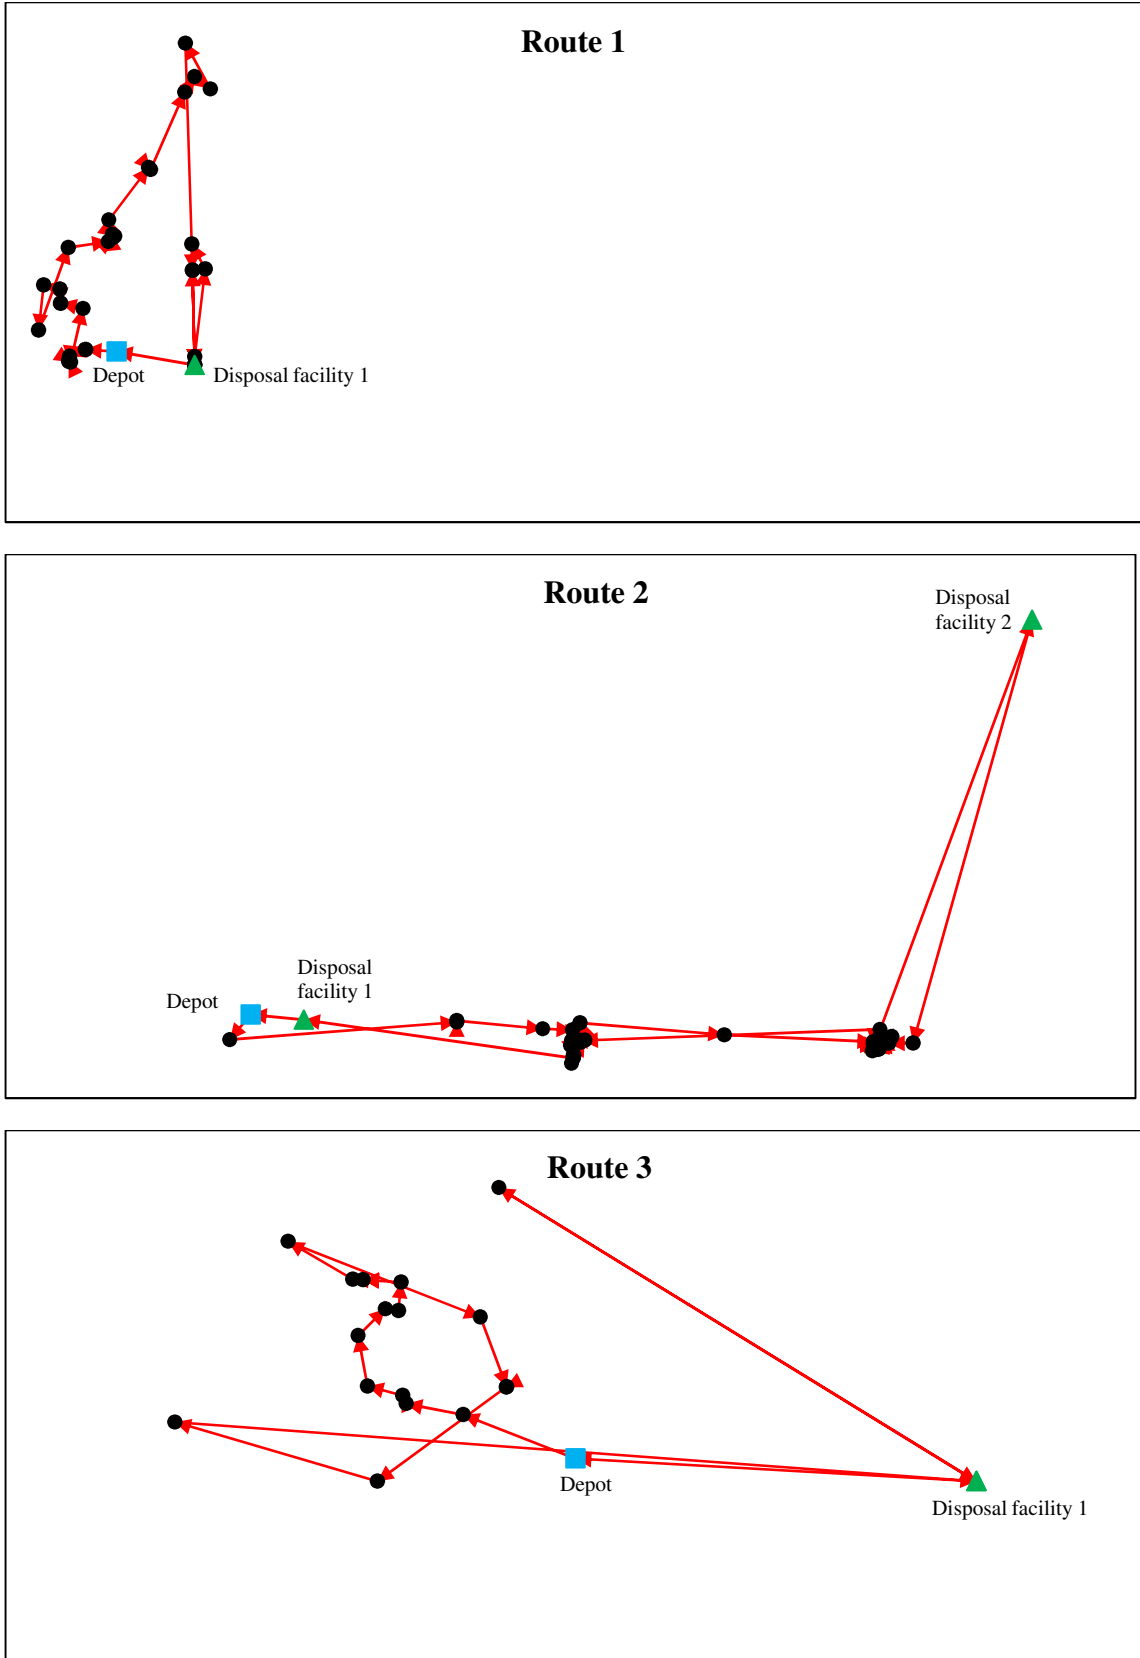 Route 1
Depot
Disposal facility 1
Route 2
Disposal
facility 2
Disposal
facility 1
Depot
Route 3
Depot
Disposal facility 1